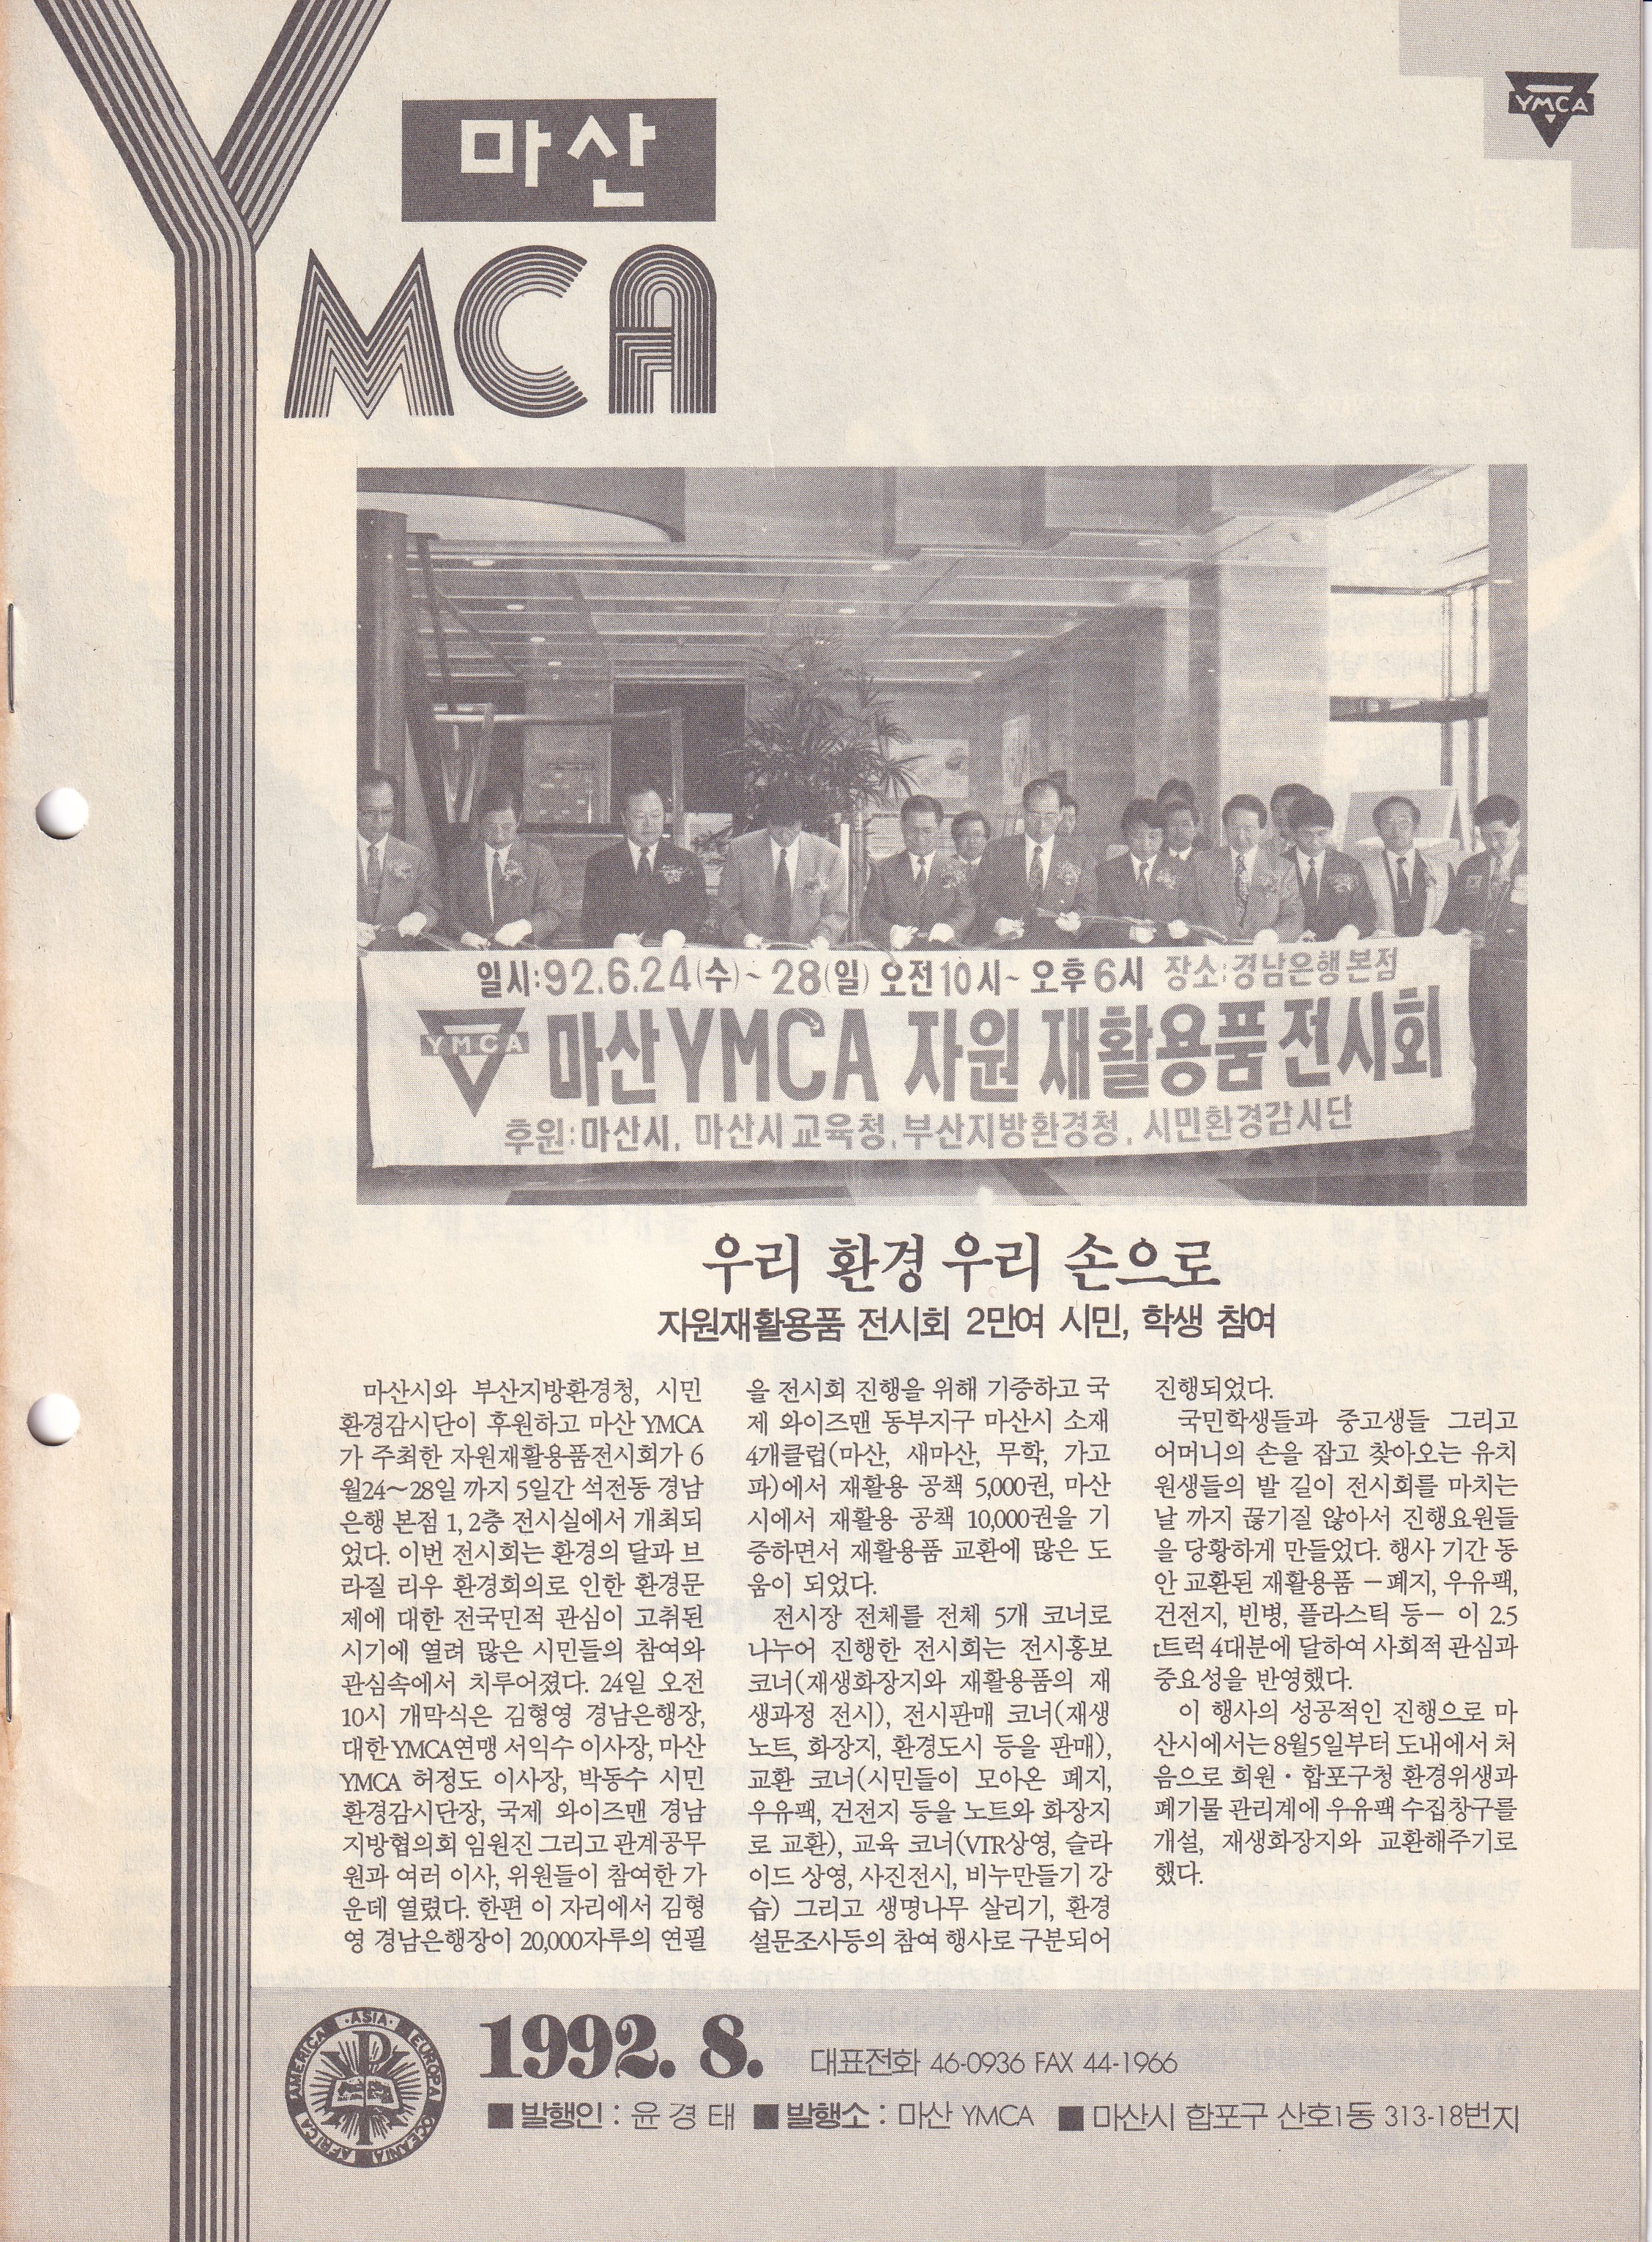 YMCA
마산
YMCA
일시:92.6.24(수)~28(일) 오전10시~오후6시 장소:경남은행본점
YMCA 마산YMCA 자원 재활용품전시회
후원:마산시, 마산시교육청, 부산지방환경청, 시민환경감시단
우리 환경 우리 손으로
자원재활용품 전시회 2만여 시민, 학생 참여
마산시와 부산지방환경청, 시민
환경감시단이 후원하고 마산 YMCA
가 주최한 자원재활용품전시회가 6
월24～28일 까지 5일간 석전동 경남
은행 본점 1, 2층 전시실에서 개최되
었다. 이번 전시회는 환경의 달과 브
라질 리우 환경회의로 인한 환경문
제에 대한 전국민적 관심이 고취된
시기에 열려 많은 시민들의 참여와
관심속에서 치루어졌다. 24일 오전
10시 개막식은 김형영 경남은행장,
대한YMCA연맹 서익수 이사장, 마산
YMCA 허정도 이사장, 박동수 시민
환경감시단장, 국제 와이즈맨 경남
지방협의회 임원진 그리고 관계공무
원과 여러 이사, 위원들이 참여한 가
운데 열렸다. 한편 이 자리에서 김형
영 경남은행장이 20,000자루의 연필
을 전시회 진행을 위해 기증하고 국
제 와이즈맨 동부지구 마산시 소재
4개클럽(마산, 새마산, 무학, 가고
파)에서 재활용 공책 5,000권, 마산
시에서 재활용 공책 10,000권을 기
증하면서 재활용품 교환에 많은 도
움이 되었다.
전시장 전체를 전체 5개 코너로
나누어 진행한 전시회는 전시홍보
코너(재생화장지와 재활용품의 재
생과정 전시), 전시판매 코너(재생
노트, 화장지, 환경도시 등을 판매),
교환 코너(시민들이 모아온 폐지,
우유팩, 건전지 등을 노트와 화장지
로 교환), 교육 코너(VTR상영, 슬라
이드 상영, 사진전시, 비누만들기 강
습) 그리고 생명나무 살리기, 환경
설문조사등의 참여 행사로 구분되어
진행되었다.
국민학생들과 중고생들 그리고
어머니의 손을 잡고 찾아오는 유치
원생들의 발 길이 전시회를 마치는
날 까지 끊기질 않아서 진행요원들
을 당황하게 만들었다. 행사 기간 동
안 교환된 재활용품 －폐지, 우유팩,
건전지, 빈병, 플라스틱 등－ 이 2.5
t트럭 4대분에 달하여 사회적 관심과
중요성을 반영했다.
이 행사의 성공적인 진행으로 마
산시에서는 8월5일부터 도내에서 처
음으로 회원·합포구청 환경위생과
폐기물 관리계에 우유팩 수집창구를
개설, 재생화장지와 교환해주기로
했다.
AFRICA AMERICA ·ASIA· EUROPA OCEANIA
1992. 8. 대표전화 46-0936 FAX 44-1966
■발행인 : 윤 경 태 ■발행소 : 마산 YMCA ■마산시 합포구 산호1동 313-18번지